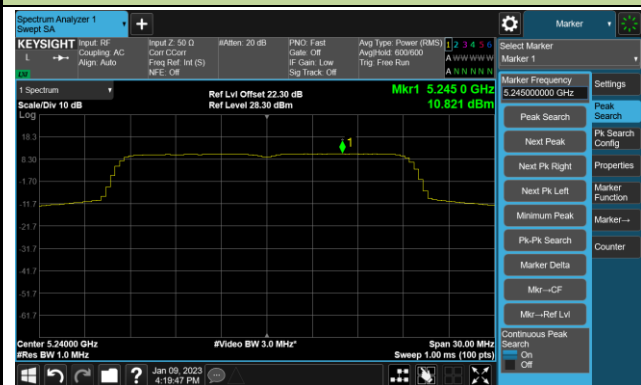 Spectrum Analyzer 1
Swept SA
Marker
KEYSIGHT
L
Input: RF
Coupling: AC
Align: Auto
Input Z: 50 Ω
Corr CCorr
Freq Ref: Int (S)
NFE: Off
#Atten: 20 dB
PNO: Fast
Gate: Off
IF Gain: Low
Sig Track: Off
Avg Type: Power (RMS)
Avg|Hold: 600/600
Trig: Free Run
1 2 3 4 5 6
A W W W W W
A N N N N N
Select Marker
Marker 1
1 Spectrum
Scale/Div 10 dB
Log
Ref Lvl Offset 22.30 dB
Ref Level 28.30 dBm
Mkr1 5.245 0 GHz
10.821 dBm
18.3
8.30
-1.70
-11.7
-21.7
-31.7
-41.7
-51.7
-61.7
1
Center 5.24000 GHz
#Res BW 1.0 MHz
#Video BW 3.0 MHz*
Span 30.00 MHz
Sweep 1.00 ms (100 pts)
Marker Frequency
5.245000000 GHz
Peak Search
Next Peak
Next Pk Right
Next Pk Left
Minimum Peak
Pk-Pk Search
Marker Delta
Mkr→CF
Mkr→Ref Lvl
Continuous Peak
Search
On
Off
Settings
Peak
Search
Pk Search
Config
Properties
Marker
Function
Marker→
Counter
?
Jan 09, 2023
4:19:47 PM